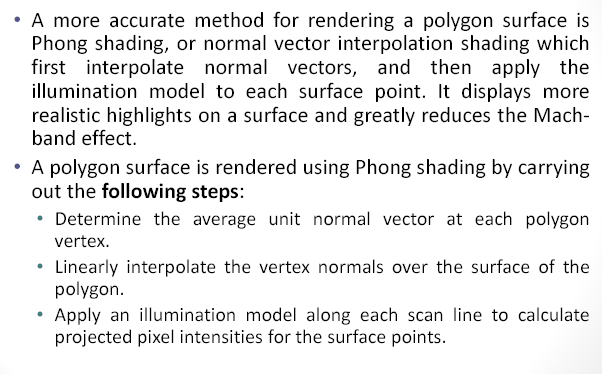 • A more accurate method for rendering a polygon surface is
Phong shading, or normal vector interpolation shading which
first interpolate normal vectors, and then apply the
illumination model to each surface point. It displays more
realistic highlights on a surface and greatly reduces the Mach-
band effect.
• A polygon surface is rendered using Phong shading by carrying
out the following steps:
• Determine the average unit normal vector at each polygon
vertex.
• Linearly interpolate the vertex normals over the surface of the
polygon.
• Apply an illumination model along each scan line to calculate
projected pixel intensities for the surface points.